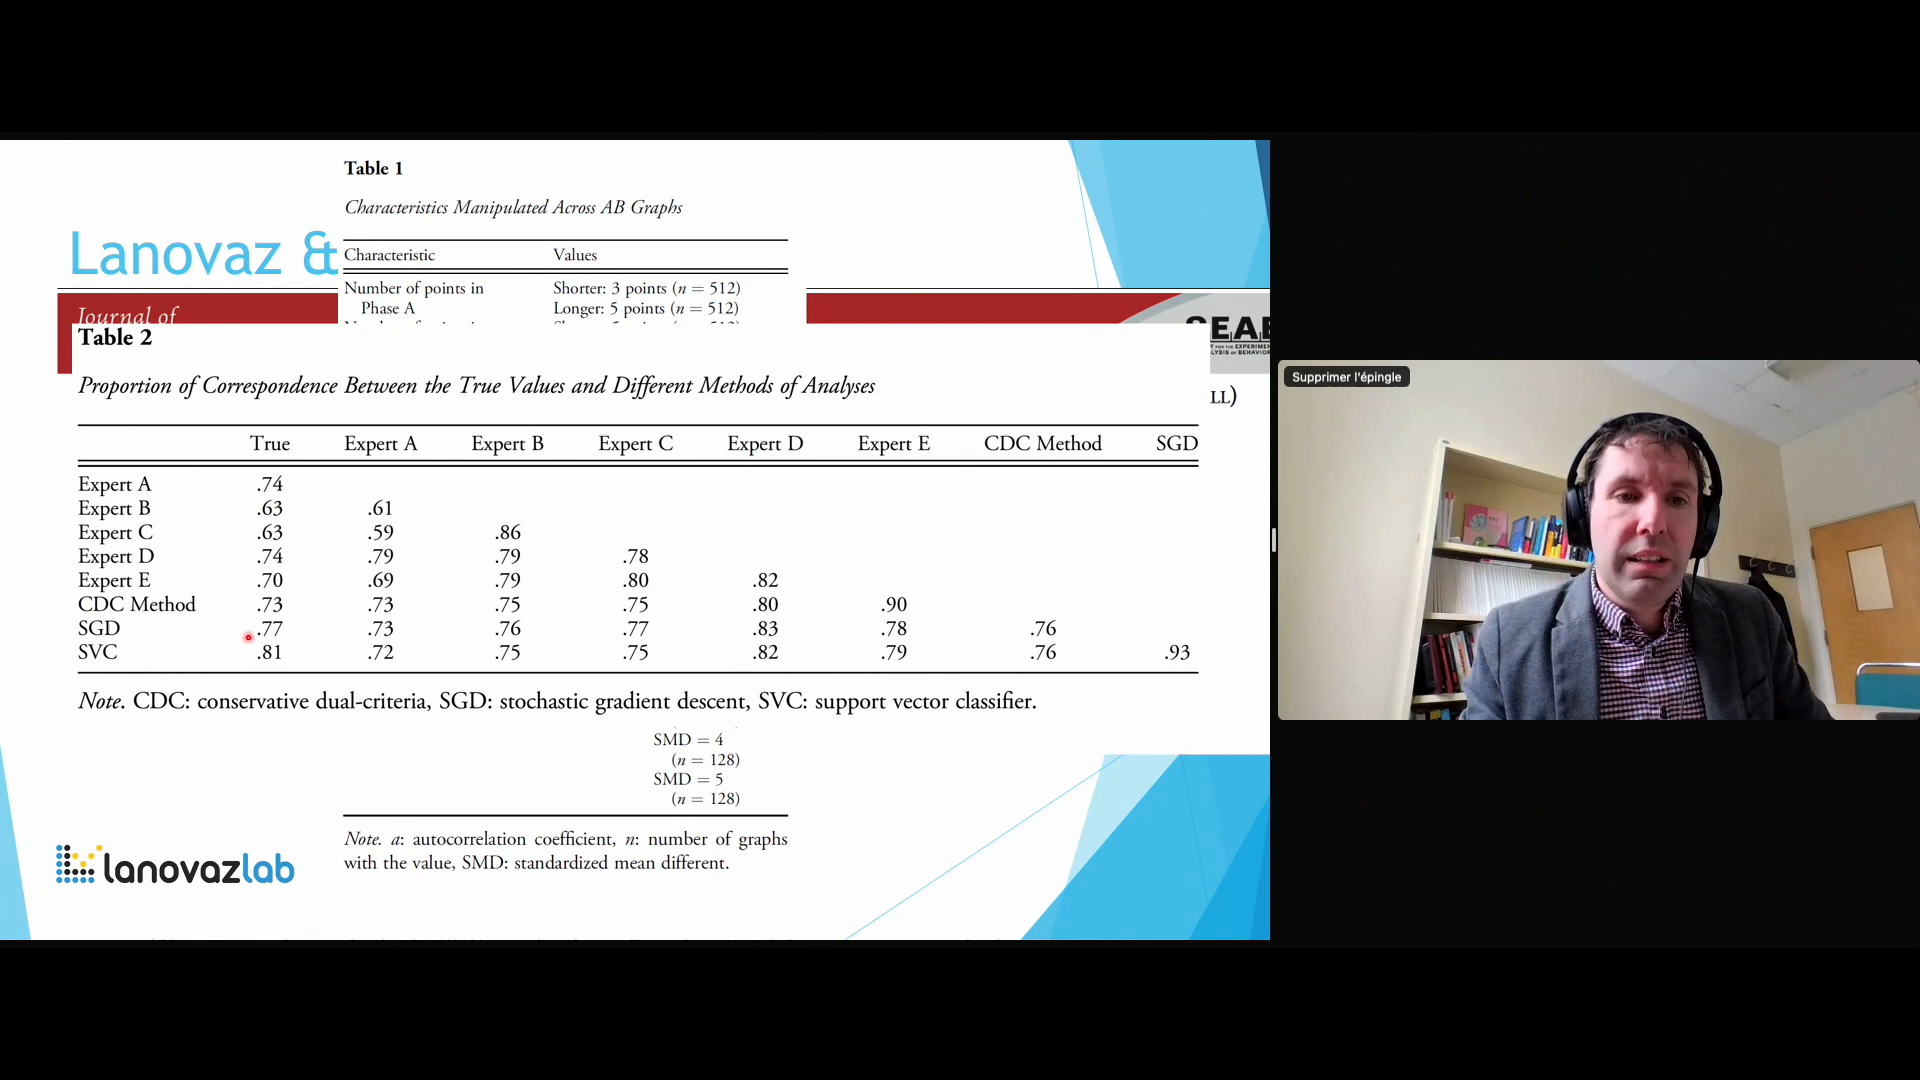 Table 1
Characteristics Manipulated Across AB Graphs
Lanovaz &
Characteristic Values
Number of points in Shorter: 3 points (n = 512)
Phase A Longer: 5 points (n = 512)
Journal of
SEAB
LL)
Table 2
Proportion of Correspondence Between the True Values and Different Methods of Analyses
True Expert A Expert B Expert C Expert D Expert E CDC Method SGD
Expert A .74
Expert B .63 .61
Expert C .63 .59 .86
Expert D .74 .79 .79 .78
Expert E .70 .69 .79 .80 .82
CDC Method .73 .73 .75 .75 .80 .90
SGD .77 .73 .76 .77 .83 .78 .76
SVC .81 .72 .75 .75 .82 .79 .76 .93
Note. CDC: conservative dual-criteria, SGD: stochastic gradient descent, SVC: support vector classifier.
SMD = 4
(n = 128)
SMD = 5
(n = 128)
Note. a: autocorrelation coefficient, n: number of graphs
with the value, SMD: standardized mean different.
lanovazlab
Supprimer l'épingle